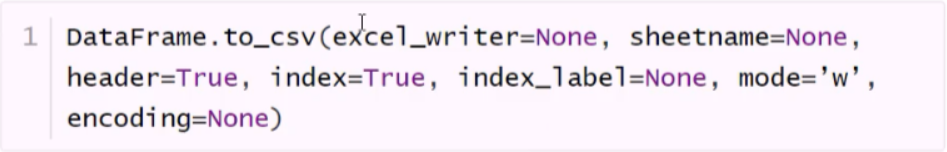 1 DataFrame.to_csv(excel_writer=None, sheetname=None,
header=True, index=True, index_label=None, mode=’w’,
encoding=None)